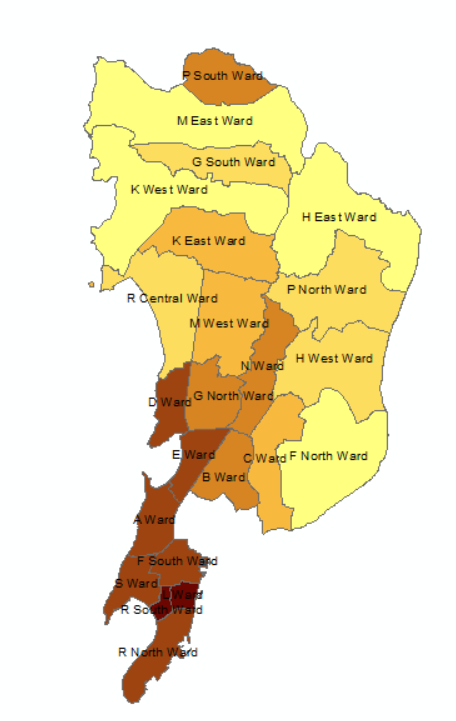 P South Ward
M East Ward
G South Ward
K West Ward
H East Ward
K East Ward
P North Ward
R Central Ward
M West Ward
H West Ward
N Ward
G North Ward
D Ward
E Ward
C Ward
F North Ward
B Ward
A Ward
F South Ward
S Ward
L Ward
R South Ward
R North Ward